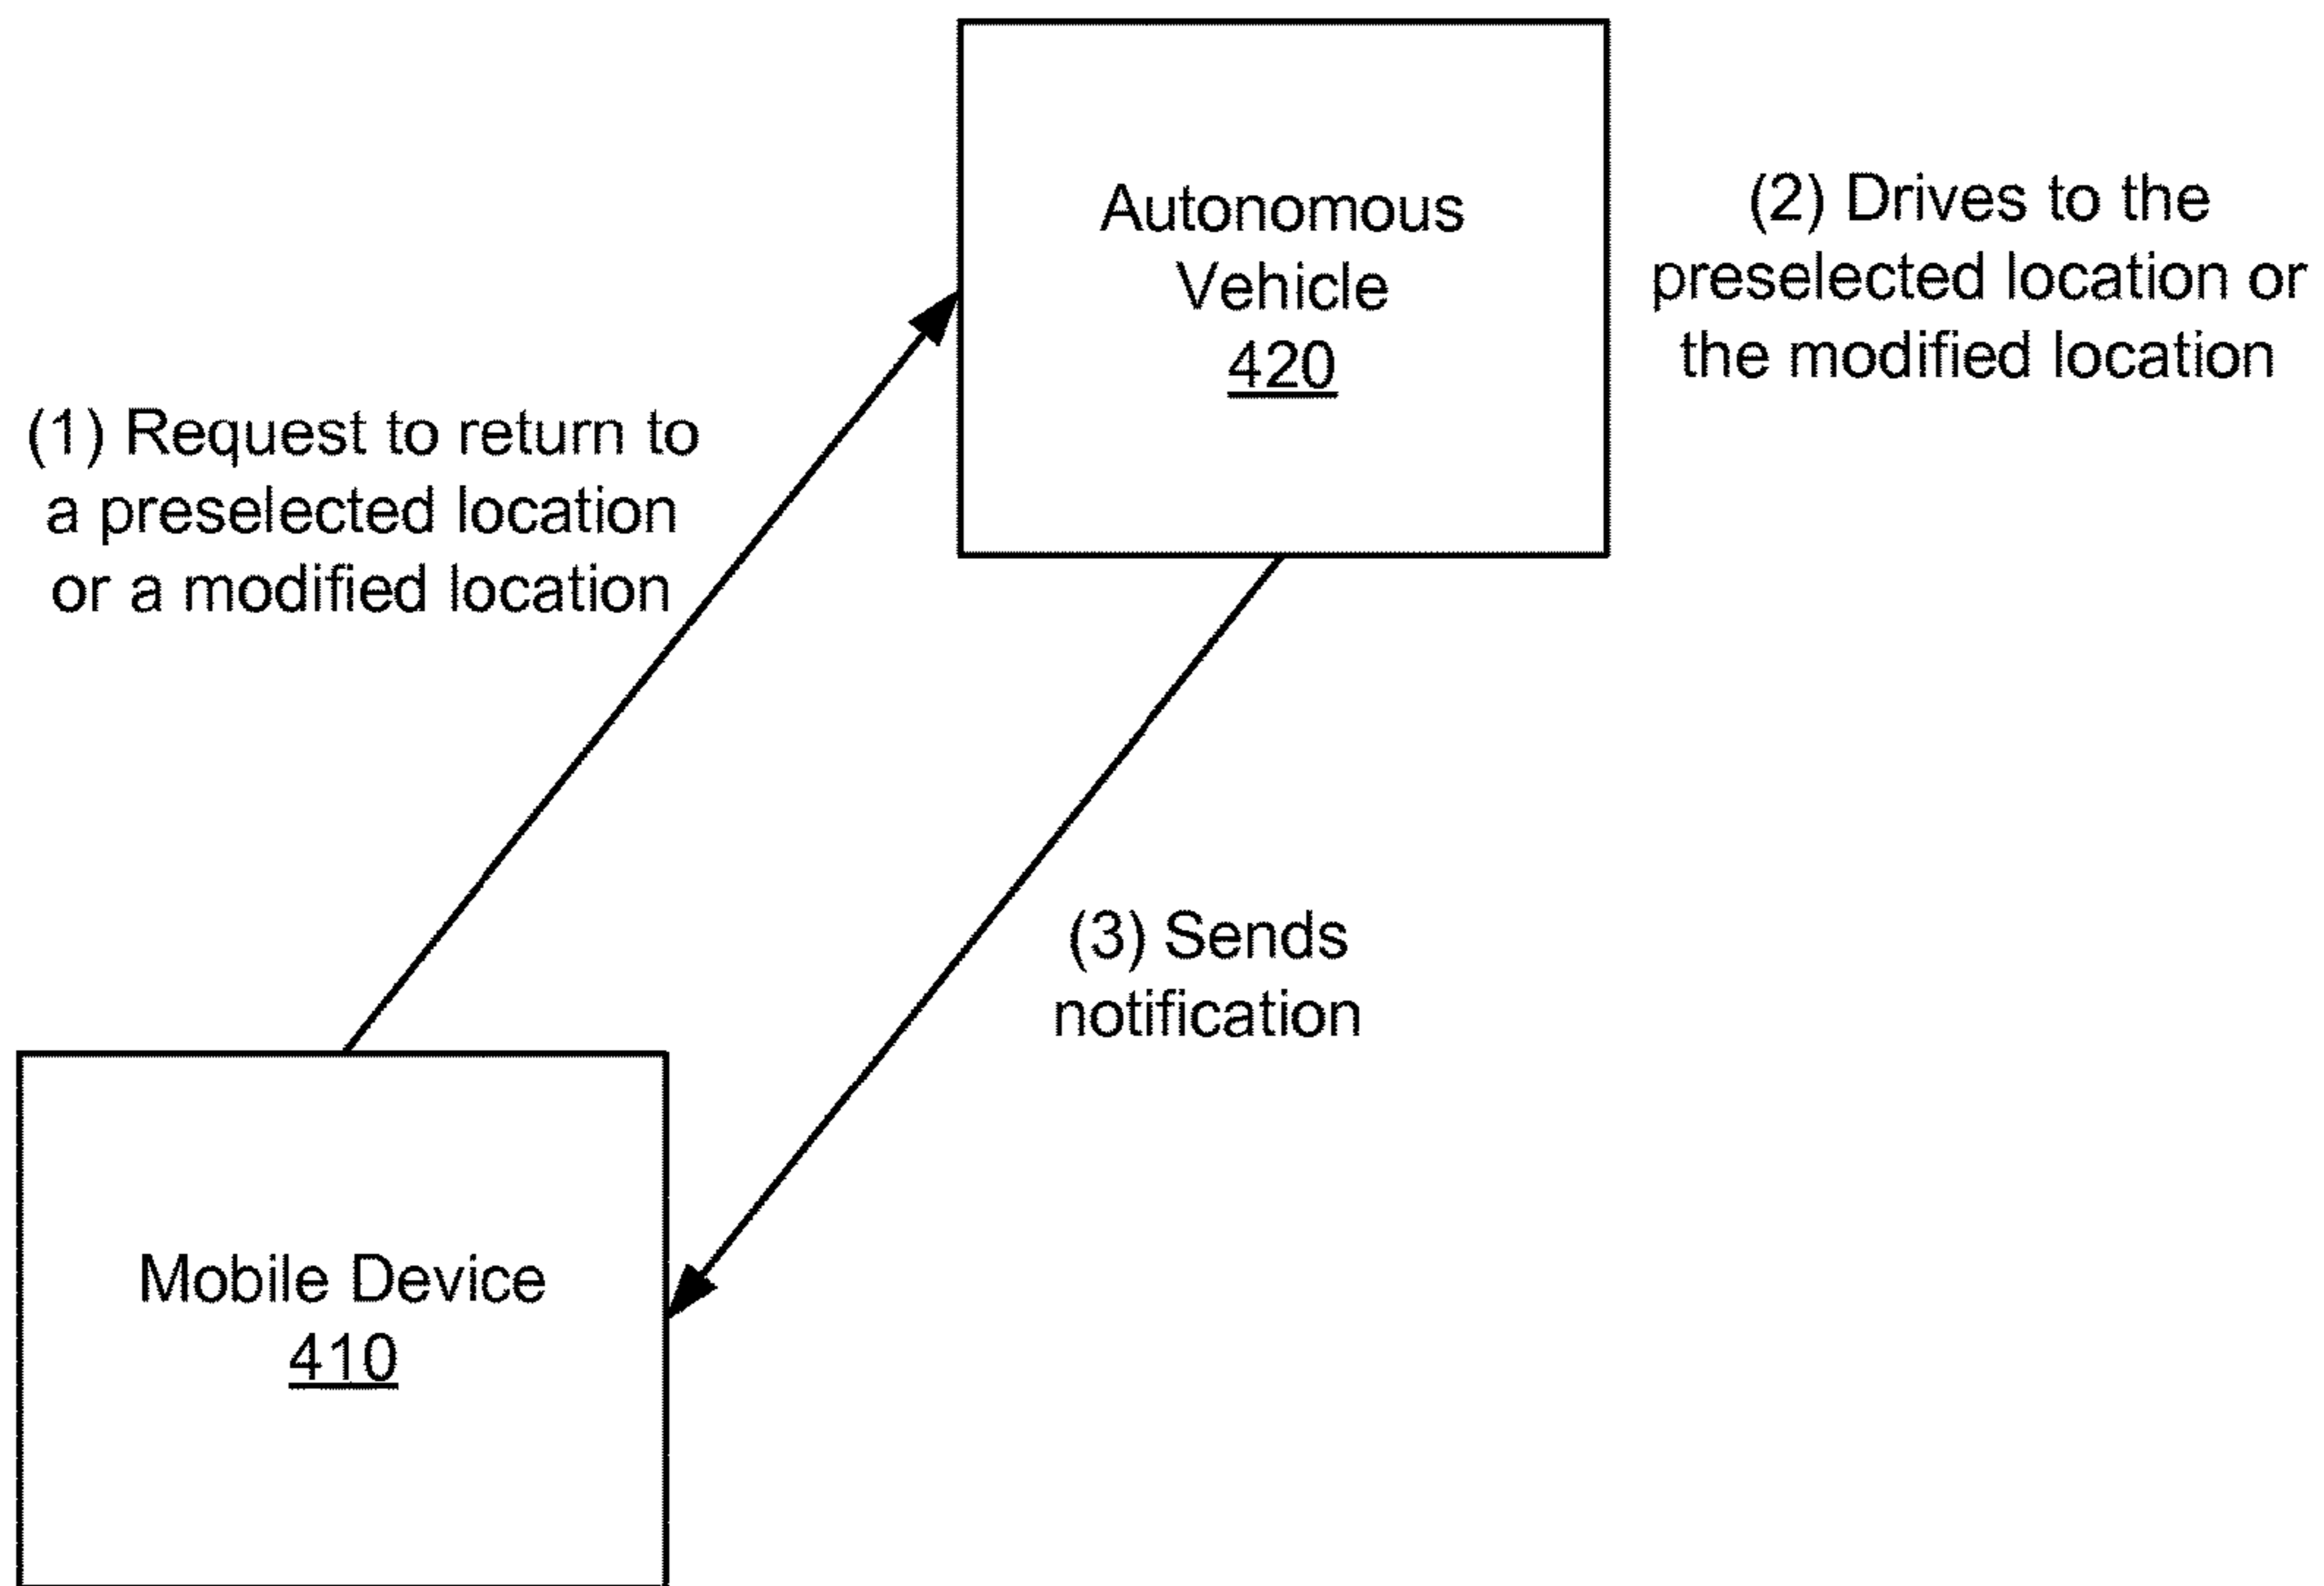 Autonomous
Vehicle
420
(2) Drives to the
preselected location or
the modified location
(1) Request to return to
a preselected location
or a modified location
(3) Sends
notification
Mobile Device
410